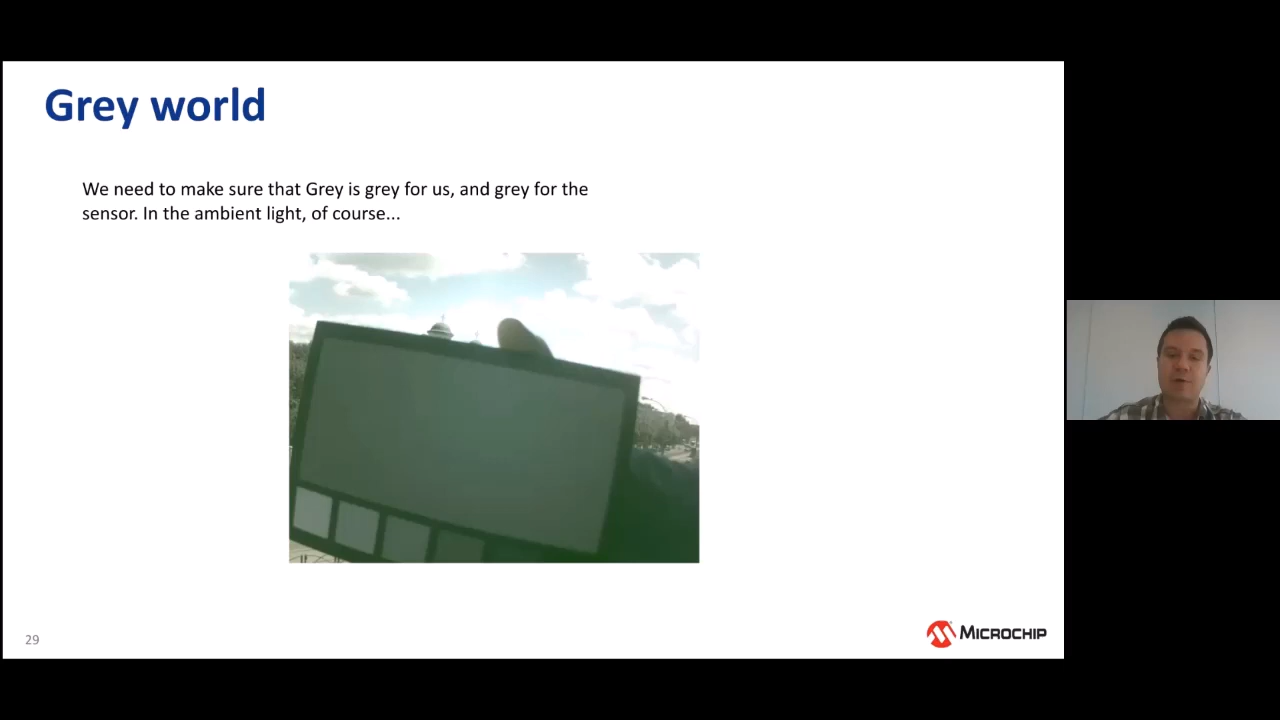 Grey world
We need to make sure that Grey is grey for us, and grey for the
sensor. In the ambient light, of course...
29
MICROCHIP